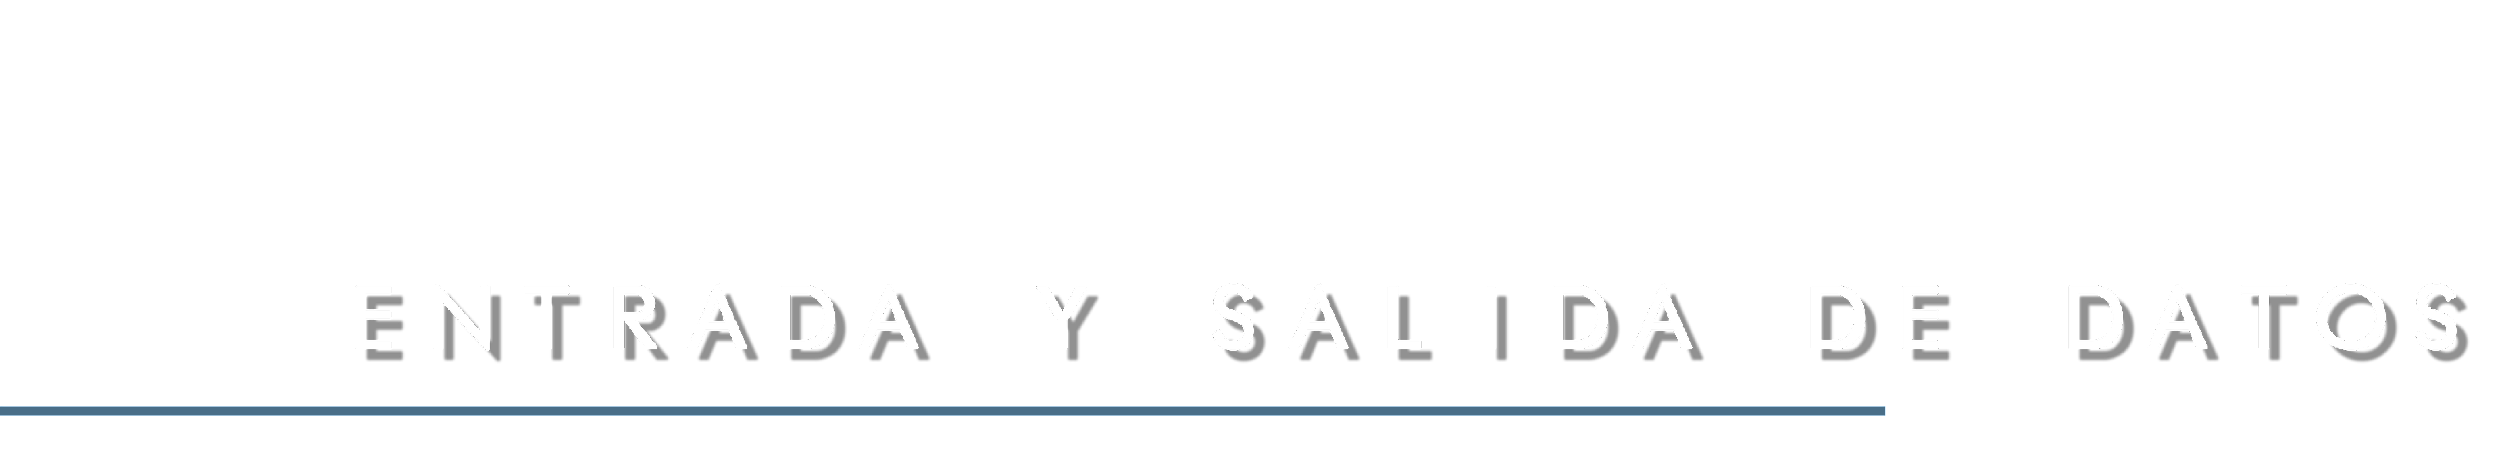 ENTRADA Y SALIDA DE DATOS